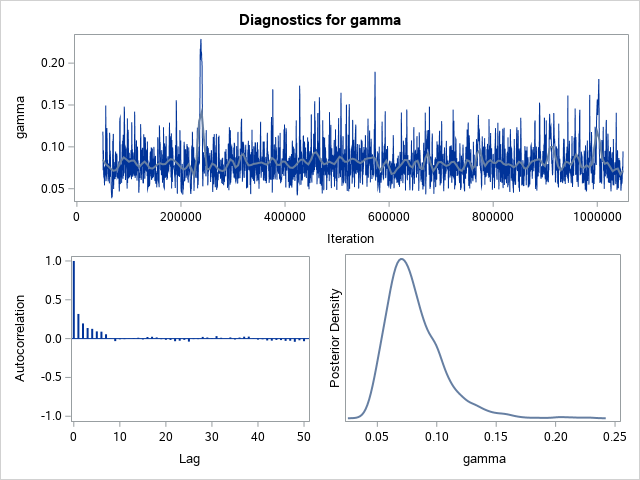 Diagnostics for gamma
gamma
0.20
0.15
0.10
0.05
0 200000 400000 600000 800000 1000000
Iteration
Autocorrelation
1.0
0.5
0.0
-0.5
-1.0
0 10 20 30 40 50
Lag
Posterior Density
0.05 0.10 0.15 0.20 0.25
gamma